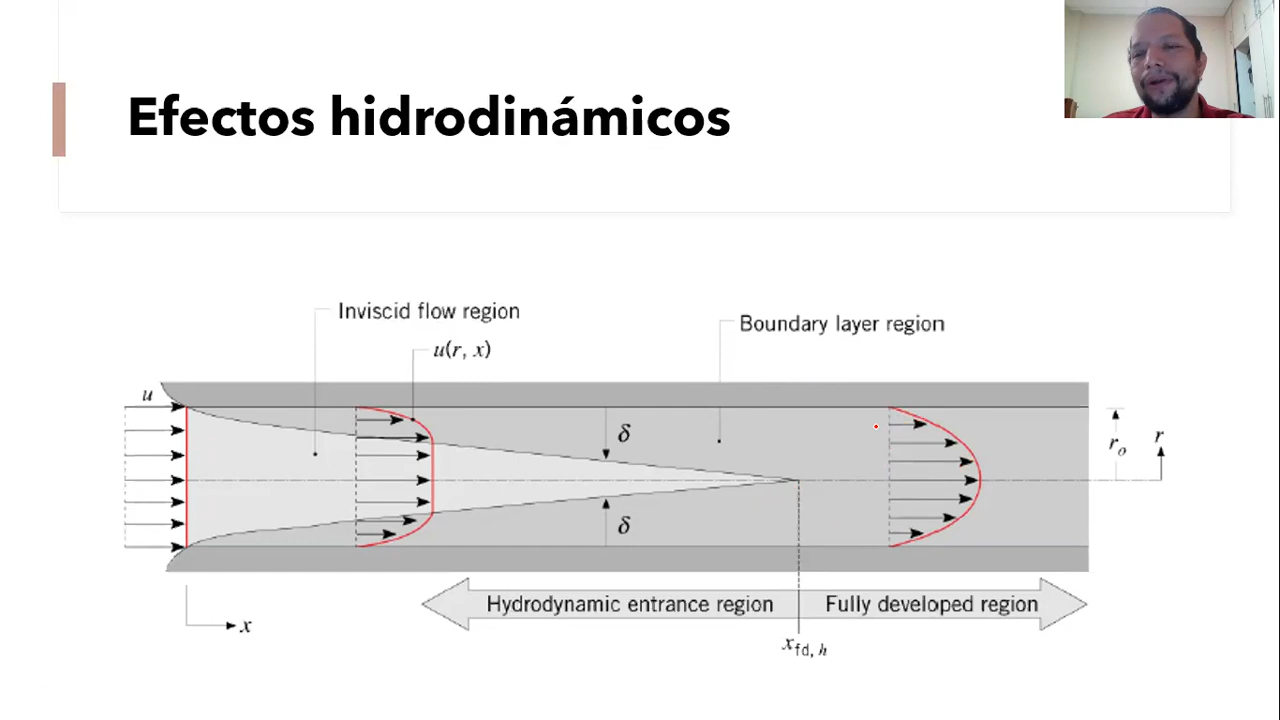 Efectos hidrodinámicos
Inviscid flow region
Boundary layer region
u(r, x)
u
δ
r
r_o
δ
Hydrodynamic entrance region
Fully developed region
x
x_fd, h